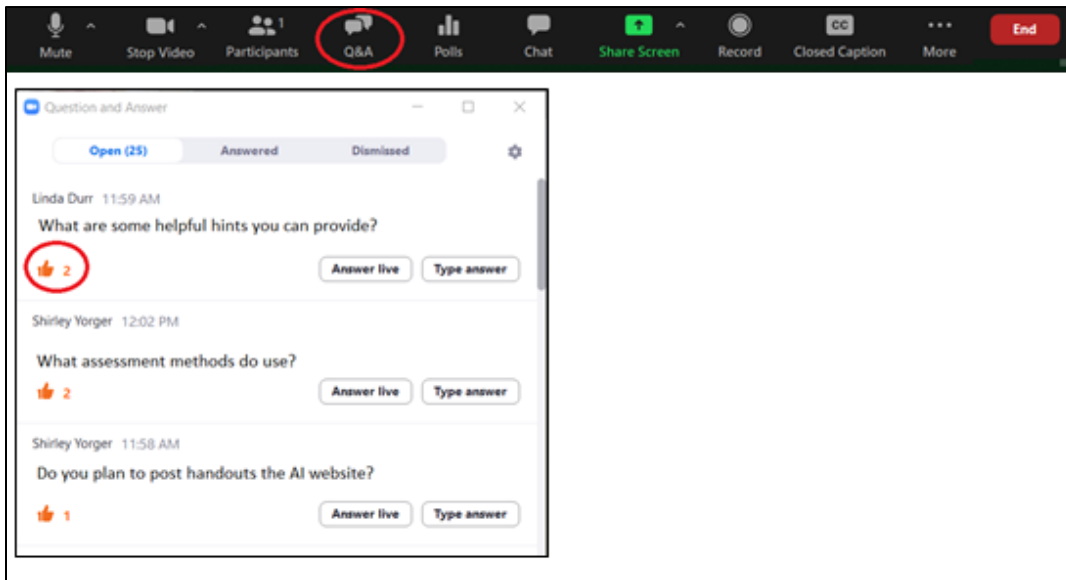 1
Mute Stop Video Participants Q&A Polls Chat Share Screen Record CC Closed Caption More End
Question and Answer
Open (25) Answered Dismissed
Linda Durr 11:59 AM
What are some helpful hints you can provide?
2 Answer live Type answer
Shirley Yorger 12:02 PM
What assessment methods do use?
2 Answer live Type answer
Shirley Yorger 11:58 AM
Do you plan to post handouts the AI website?
1 Answer live Type answer